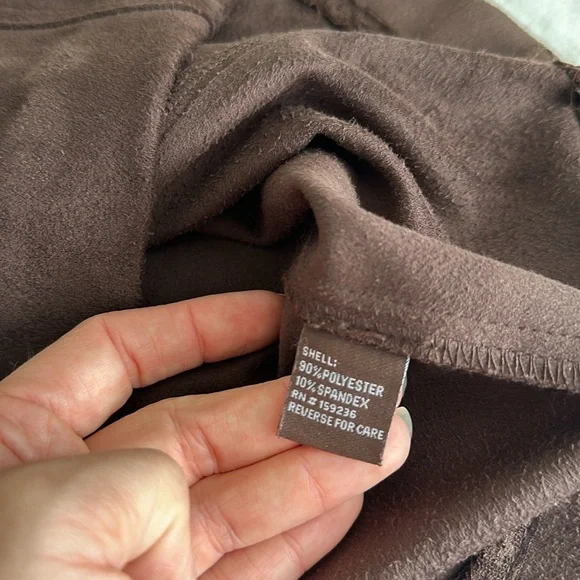 SHELL:
90%POLYESTER
10%SPANDEX
RN#159236
REVERSE FOR CARE